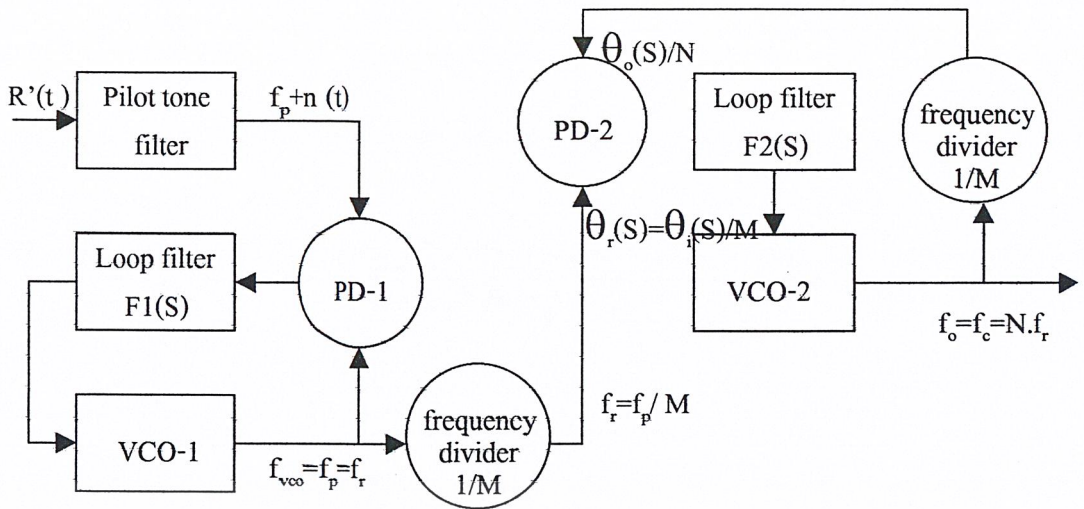 R'(t )
Pilot tone
filter
f_p+n (t)
PD-1
Loop filter
F1(S)
VCO-1
f_vco=f_p=f_r
frequency
divider
1/M
f_r=f_p/ M
θ_r(S)=θ_i(S)/M
PD-2
θ_o(S)/N
Loop filter
F2(S)
VCO-2
frequency
divider
1/M
f_o=f_c=N.f_r